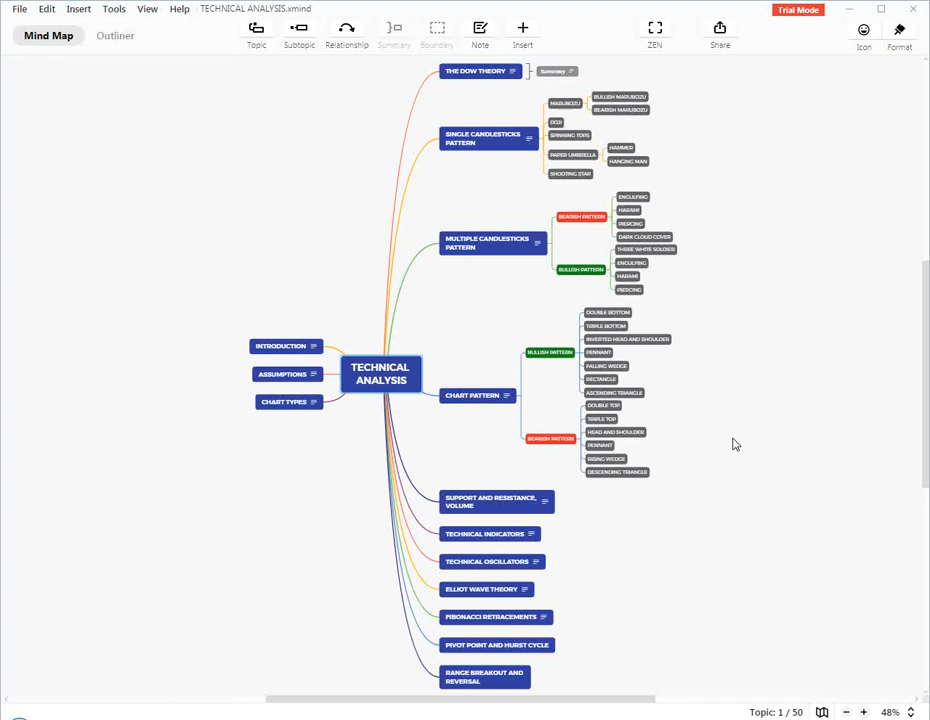 File Edit Insert Tools View Help TECHNICAL ANALYSIS.xmind
Trial Mode
Mind Map Outliner
Topic Subtopic Relationship Summary Boundary Note Insert ZEN Share Icon Format
THE DOW THEORY
Summary
SINGLE CANDLESTICKS
PATTERN
MARUBOZU
BULLISH MARUBOZU
BEARISH MARUBOZU
DOJI
SPINNING TOPS
PAPER UMBRELLA
HAMMER
HANGING MAN
SHOOTING STAR
MULTIPLE CANDLESTICKS
PATTERN
BEARISH PATTERN
ENGULFING
HARAMI
PIERCING
DARK CLOUD COVER
BULLISH PATTERN
THREE WHITE SOLDIER
ENGULFING
HARAMI
PIERCING
INTRODUCTION
ASSUMPTIONS
CHART TYPES
TECHNICAL
ANALYSIS
CHART PATTERN
BULLISH PATTERN
DOUBLE BOTTOM
TRIPLE BOTTOM
INVERTED HEAD AND SHOULDER
PENNANT
FALLING WEDGE
RECTANGLE
ASCENDING TRIANGLE
BEARISH PATTERN
DOUBLE TOP
TRIPLE TOP
HEAD AND SHOULDER
PENNANT
RISING WEDGE
DESCENDING TRIANGLE
SUPPORT AND RESISTANCE,
VOLUME
TECHNICAL INDICATORS
TECHNICAL OSCILLATORS
ELLIOT WAVE THEORY
FIBONACCI RETRACEMENTS
PIVOT POINT AND HURST CYCLE
RANGE BREAKOUT AND
REVERSAL
Topic: 1 / 50
48%